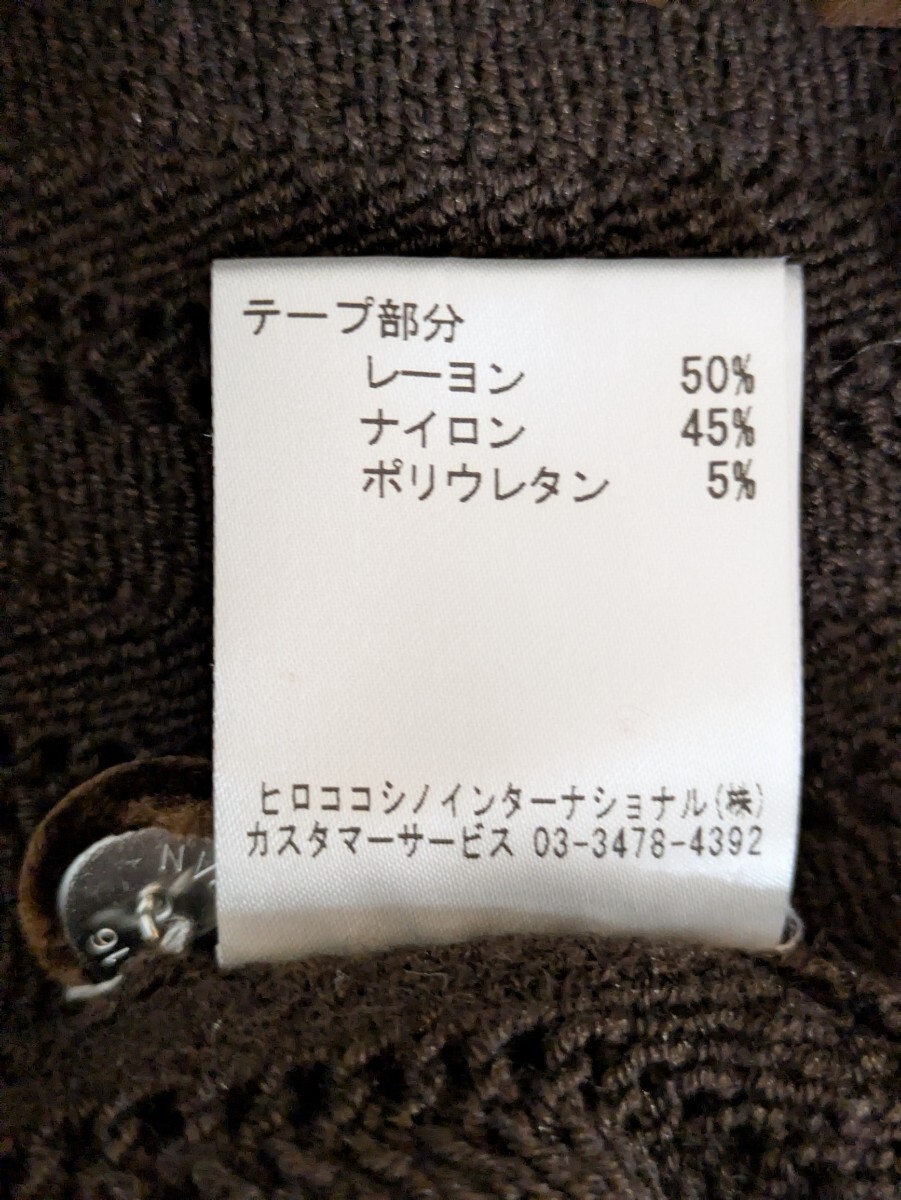 テープ部分
レーヨン 50%
ナイロン 45%
ポリウレタン 5%
ヒロココシノインターナショナル(株)
カスタマーサービス 03-3478-4392